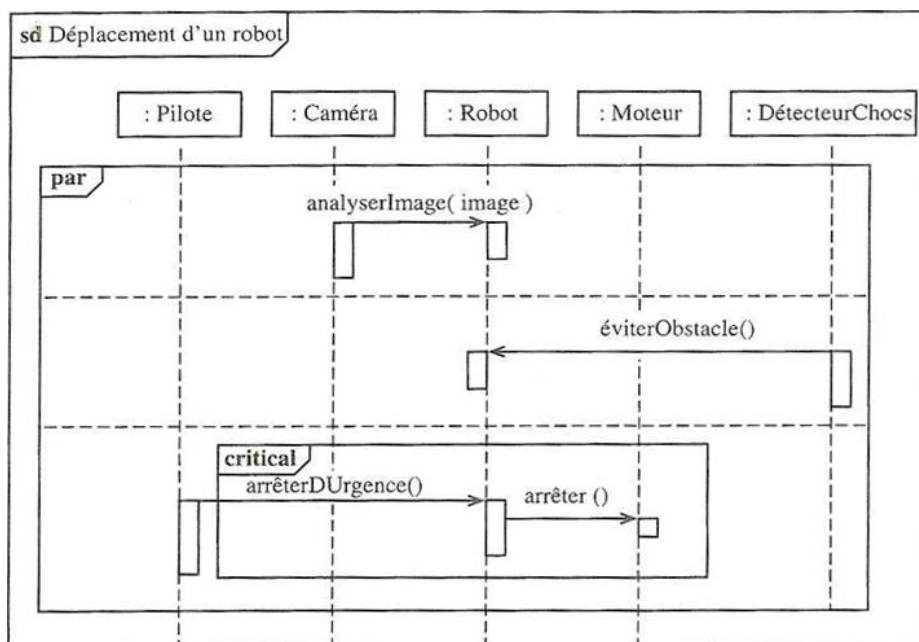 sd Déplacement d'un robot
: Pilote
: Caméra
: Robot
: Moteur
: DétecteurChocs
par
analyserImage( image )
éviterObstacle()
critical
arrêterDUrgence()
arrêter ()